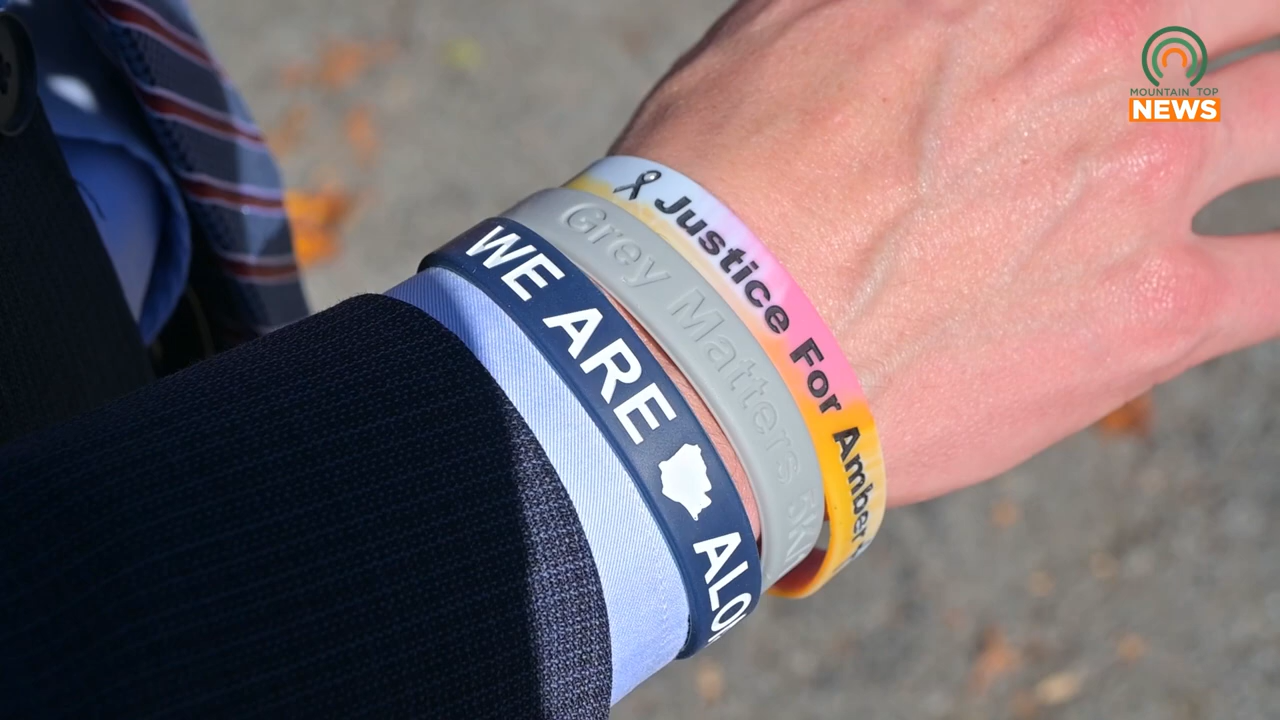 MOUNTAIN TOP
NEWS
Justice For Amber
Grey Matters
WE ARE